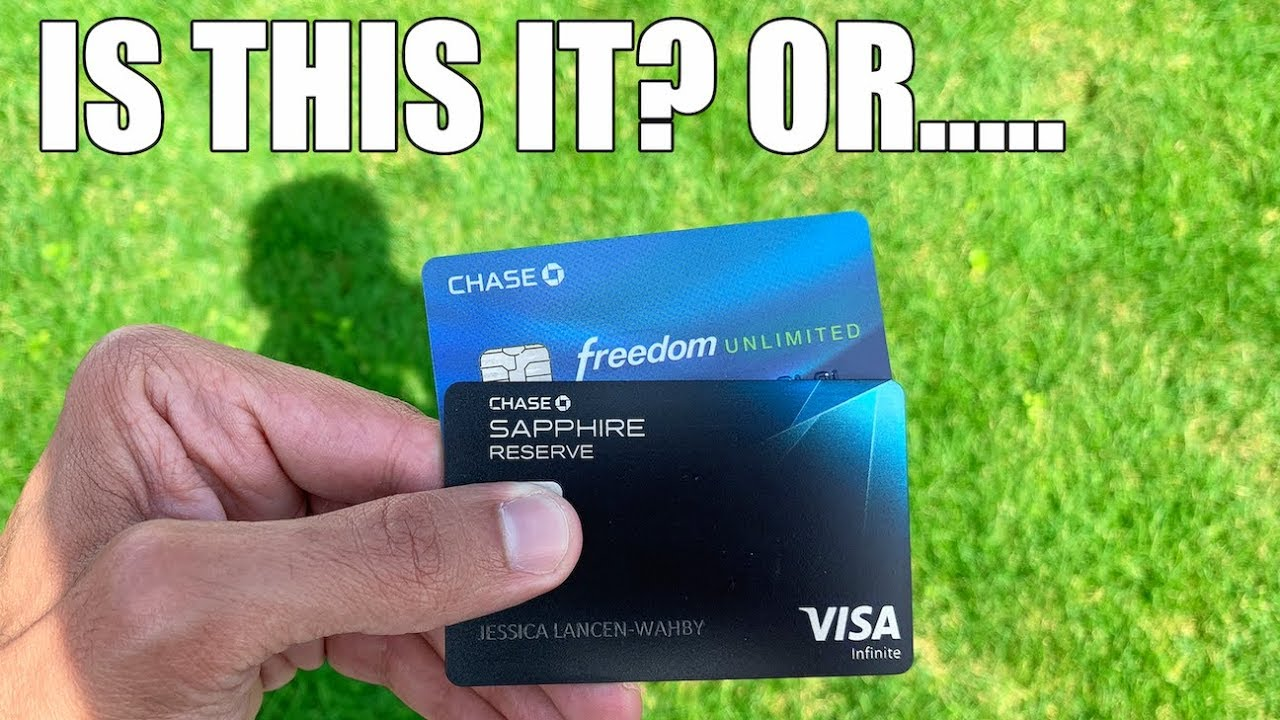 IS THIS IT? OR.....
CHASE
freedom UNLIMITED
CHASE
SAPPHIRE
RESERVE
JESSICA LANCEN-WAHBY
VISA
Infinite